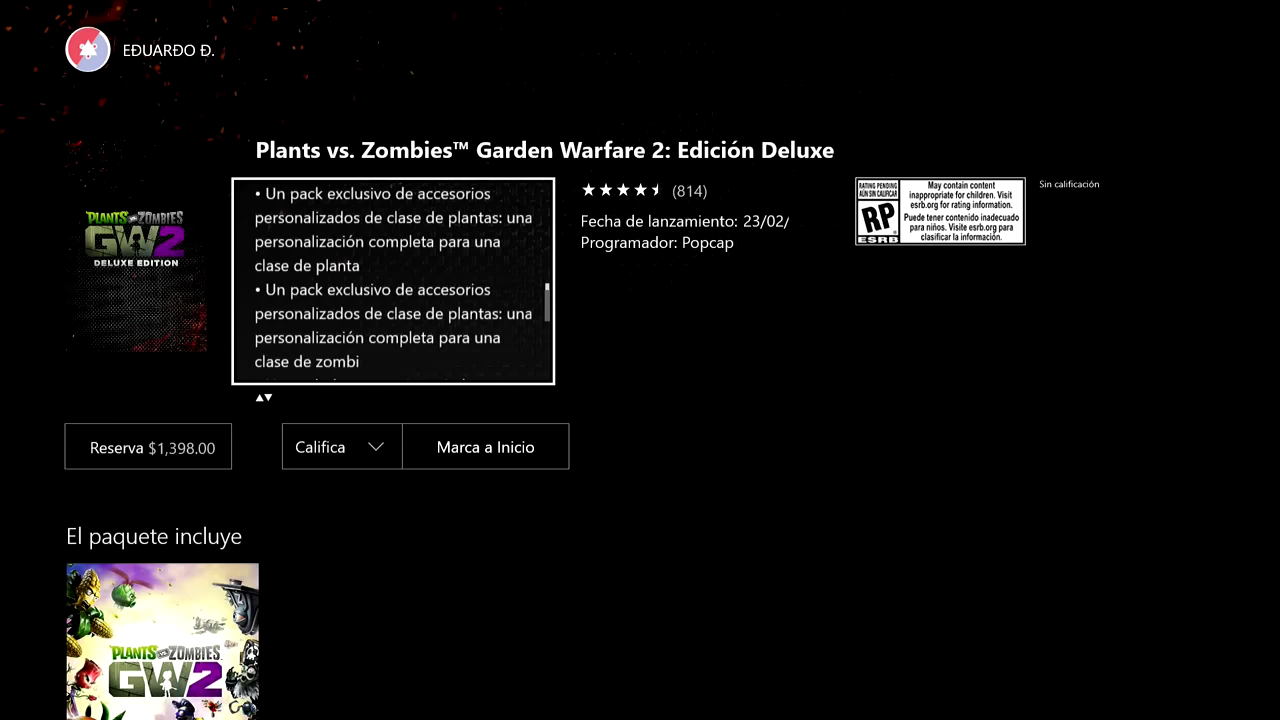 EĐUARĐO Đ.
Plants vs. Zombies™ Garden Warfare 2: Edición Deluxe
PLANTS VS ZOMBIES
GW2
DELUXE EDITION
• Un pack exclusivo de accesorios
personalizados de clase de plantas: una
personalización completa para una
clase de planta
• Un pack exclusivo de accesorios
personalizados de clase de plantas: una
personalización completa para una
clase de zombi
(814)
Fecha de lanzamiento: 23/02/
Programador: Popcap
RATING PENDING
AÚN SIN CALIFICAR
RP
ESRB
May contain content
inappropriate for children. Visit
esrb.org for rating information.
Puede tener contenido inadecuado
para niños. Visite esrb.org para
clasificar la información.
Sin calificación
Reserva $1,398.00
Califica
Marca a Inicio
El paquete incluye
PLANTS VS ZOMBIES
GW2